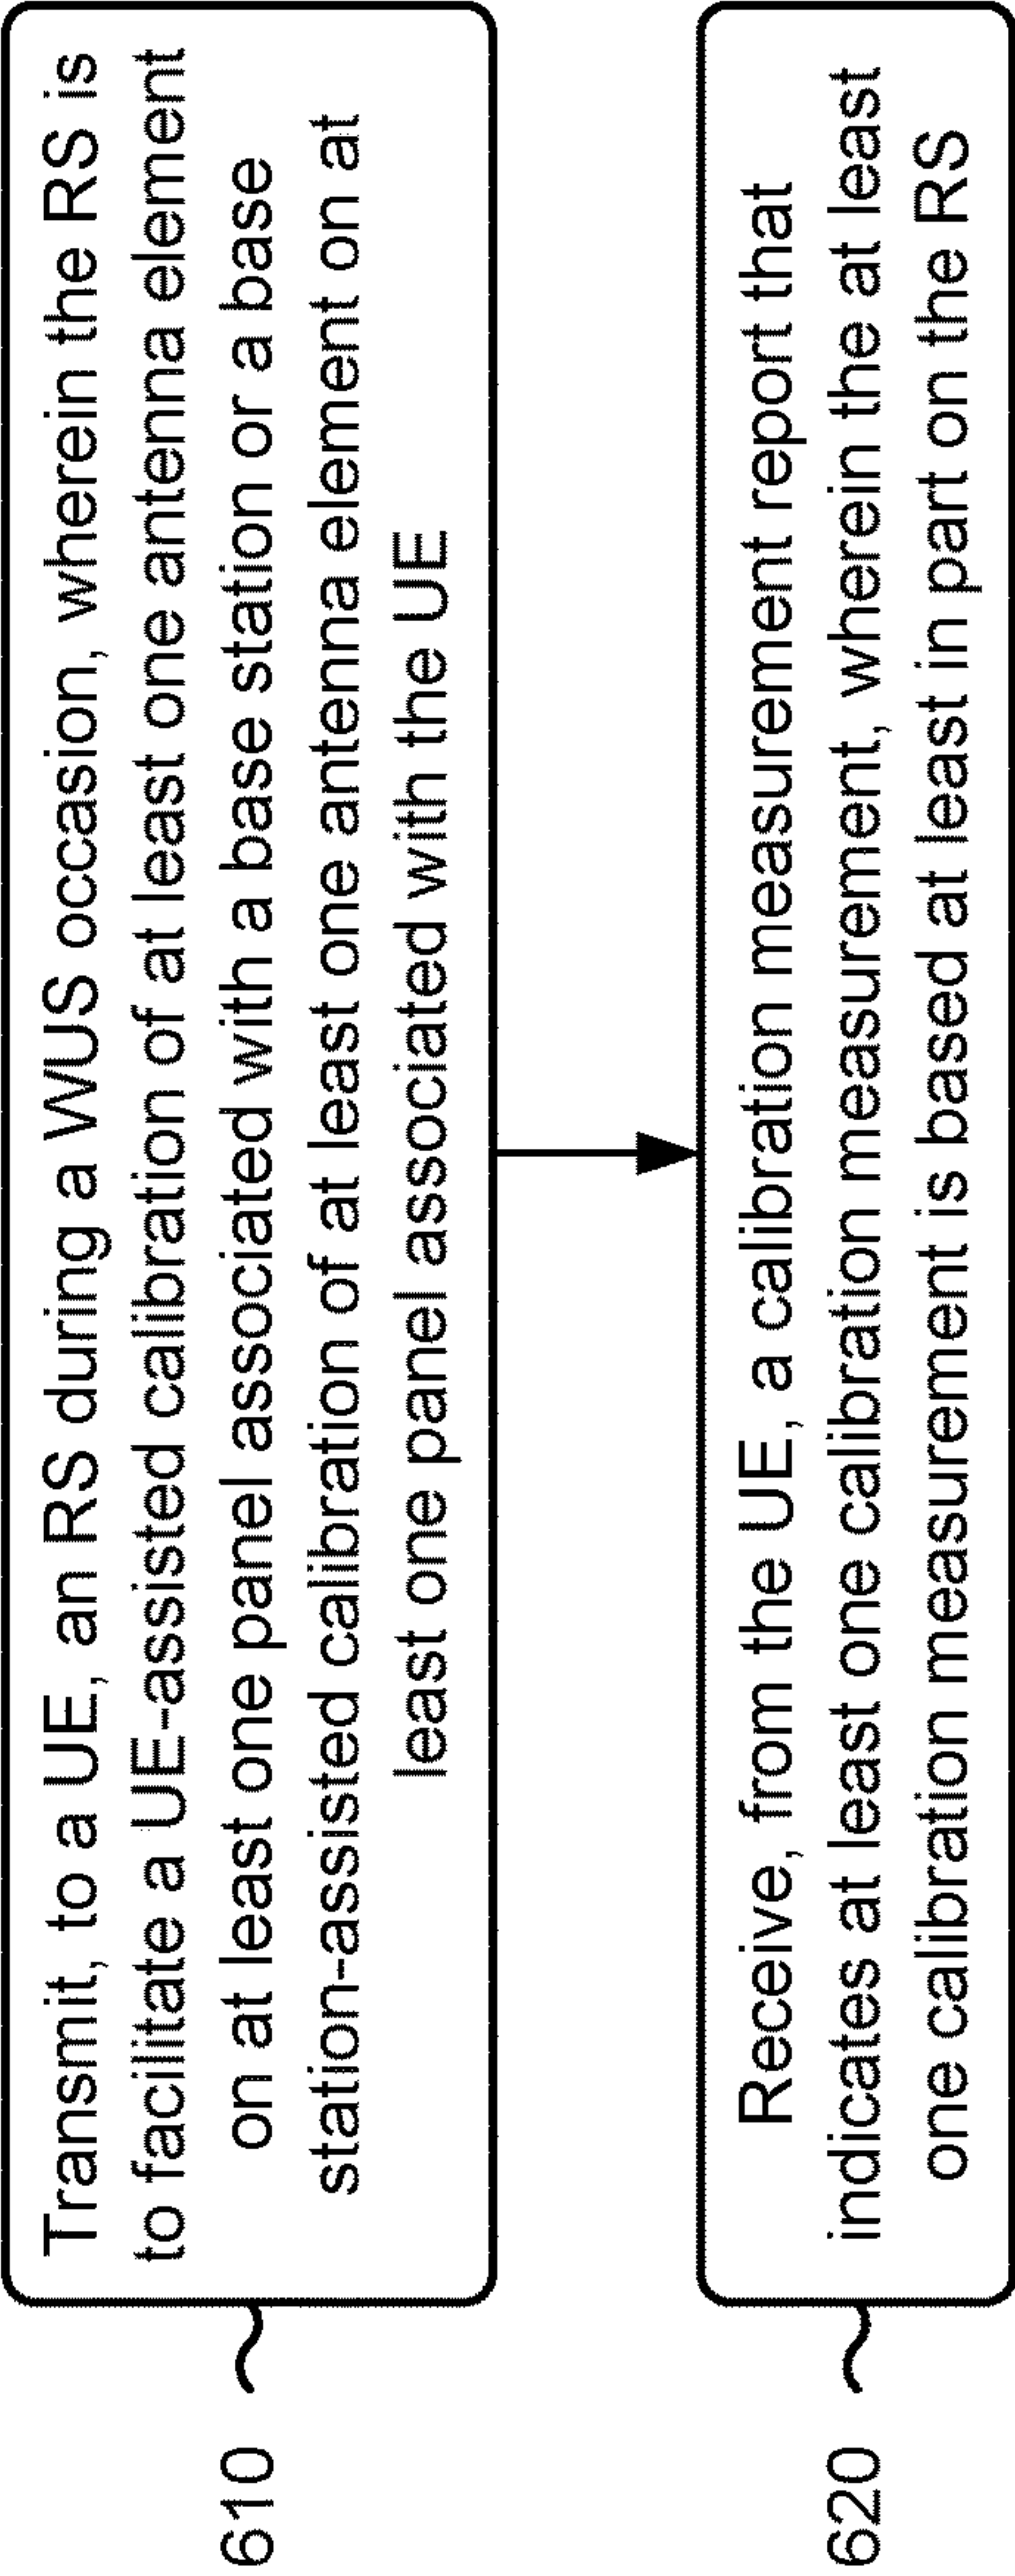 610
Transmit, to a UE, an RS during a WUS occasion, wherein the RS is
to facilitate a UE-assisted calibration of at least one antenna element
on at least one panel associated with a base station or a base
station-assisted calibration of at least one antenna element on at
least one panel associated with the UE
620
Receive, from the UE, a calibration measurement report that
indicates at least one calibration measurement, wherein the at least
one calibration measurement is based at least in part on the RS